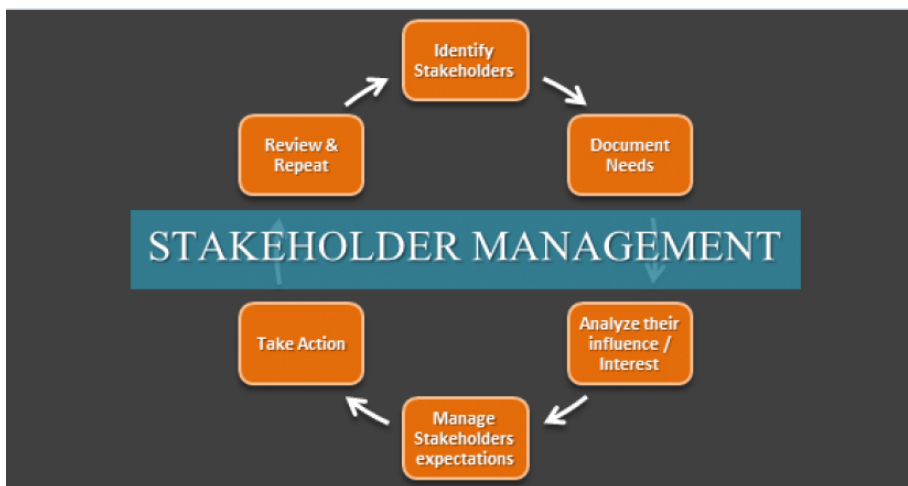 Identify
Stakeholders
Document
Needs
Analyze their
influence /
Interest
Manage
Stakeholders
expectations
Take Action
Review &
Repeat
STAKEHOLDER MANAGEMENT